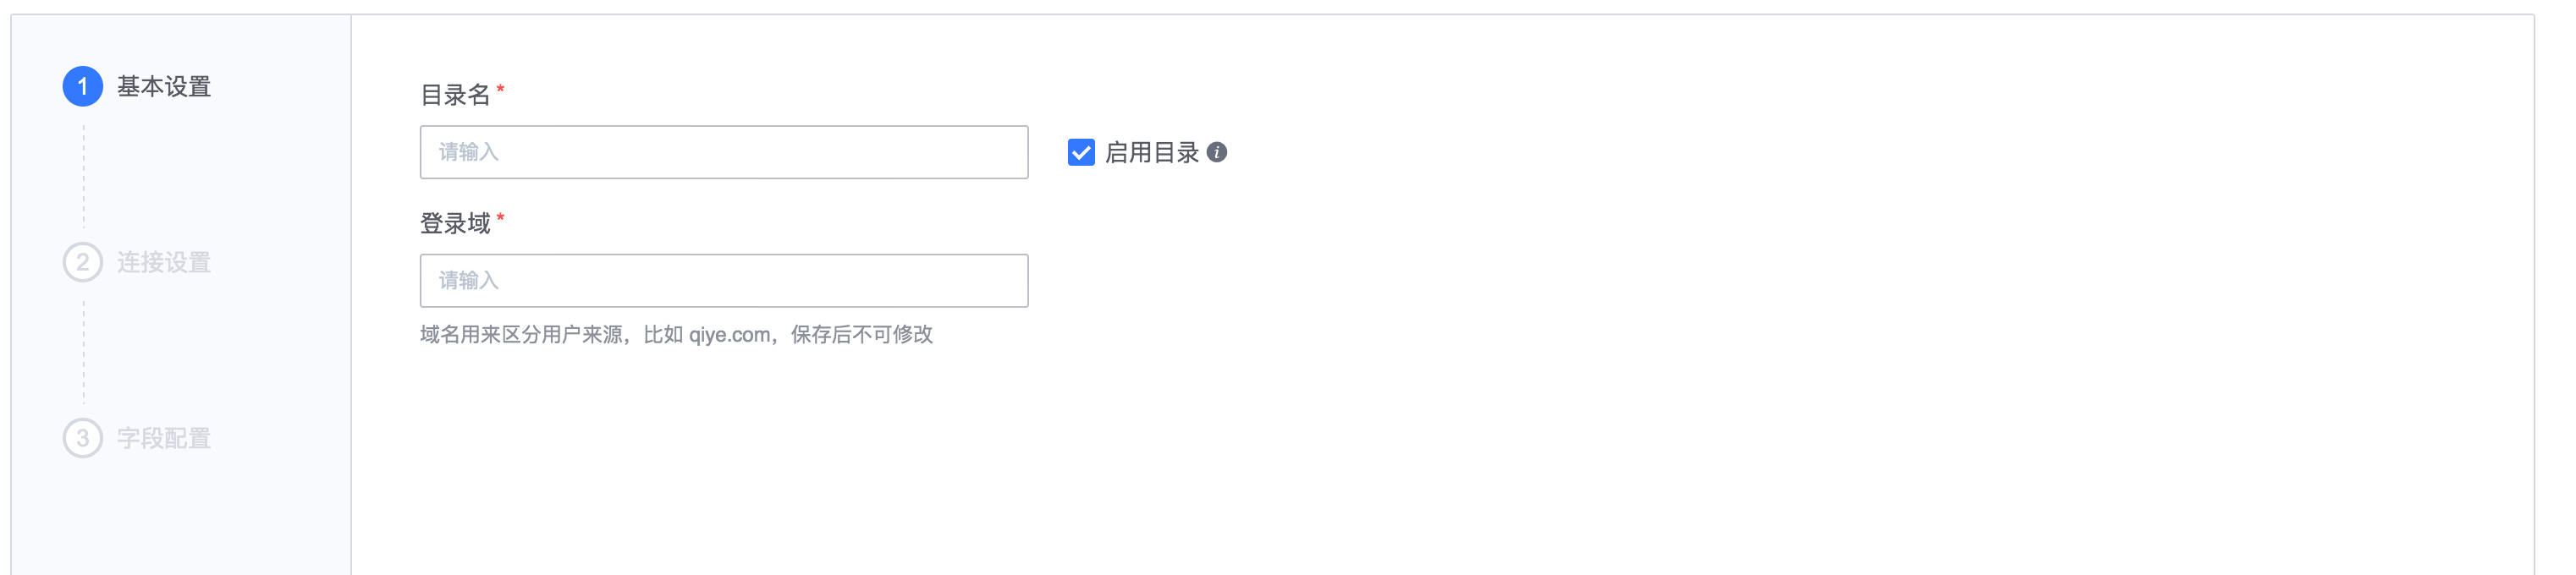 1 基本设置
2 连接设置
3 字段配置
目录名 *
请输入
启用目录
登录域 *
请输入
域名用来区分用户来源，比如 qiye.com，保存后不可修改